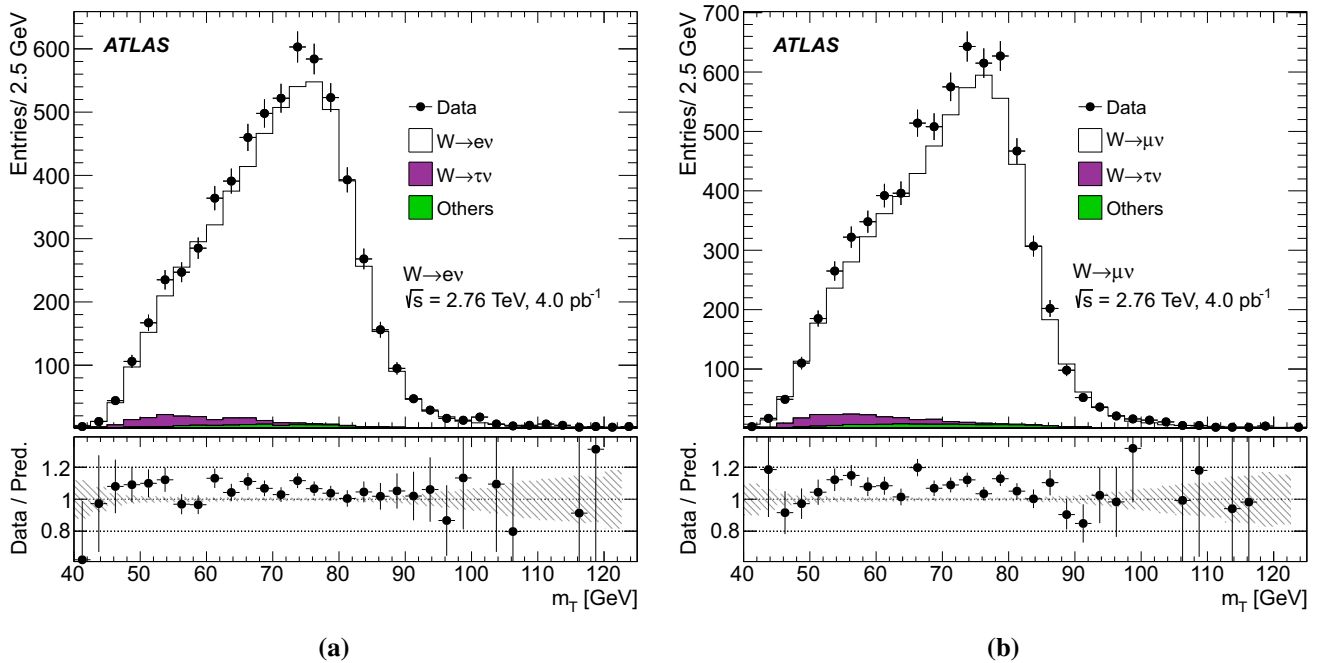 Entries/ 2.5 GeV
600
500
400
300
200
100
ATLAS
Data
W→eν
W→τν
Others
W→eν
√s = 2.76 TeV, 4.0 pb⁻¹
Data / Pred.
1.2
1
0.8
40 50 60 70 80 90 100 110 120
m_T [GeV]
(a)
Entries/ 2.5 GeV
700
600
500
400
300
200
100
ATLAS
Data
W→μν
W→τν
Others
W→μν
√s = 2.76 TeV, 4.0 pb⁻¹
Data / Pred.
1.2
1
0.8
40 50 60 70 80 90 100 110 120
m_T [GeV]
(b)